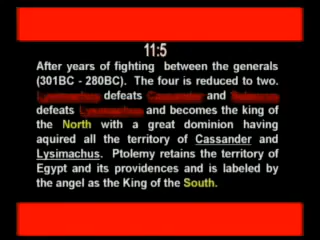 11:5
After years of fighting between the generals
(301BC - 280BC). The four is reduced to two.
Lysimachus defeats Cassander and
defeats Lysimachus and becomes the king of
the North with a great dominion having
aquired all the territory of Cassander and
Lysimachus. Ptolemy retains the territory of
Egypt and its providences and is labeled by
the angel as the King of the South.